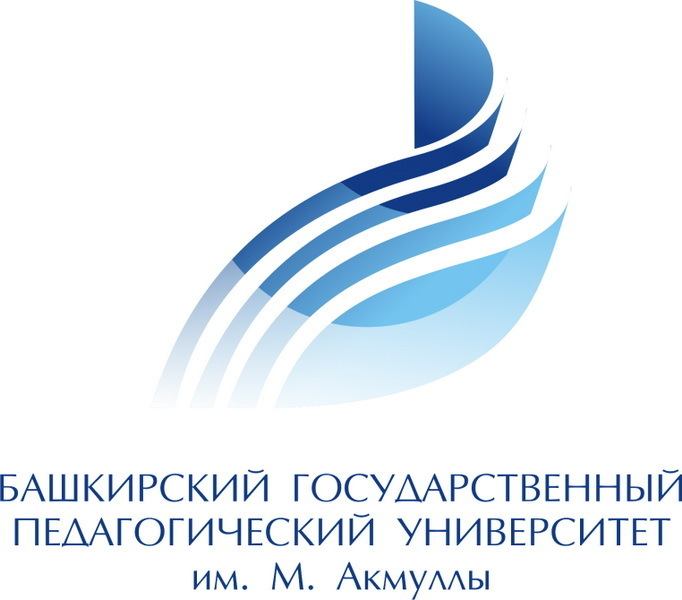 БАШКИРСКИЙ ГОСУДАРСТВЕННЫЙ
ПЕДАГОГИЧЕСКИЙ УНИВЕРСИТЕТ
им. М. Акмуллы